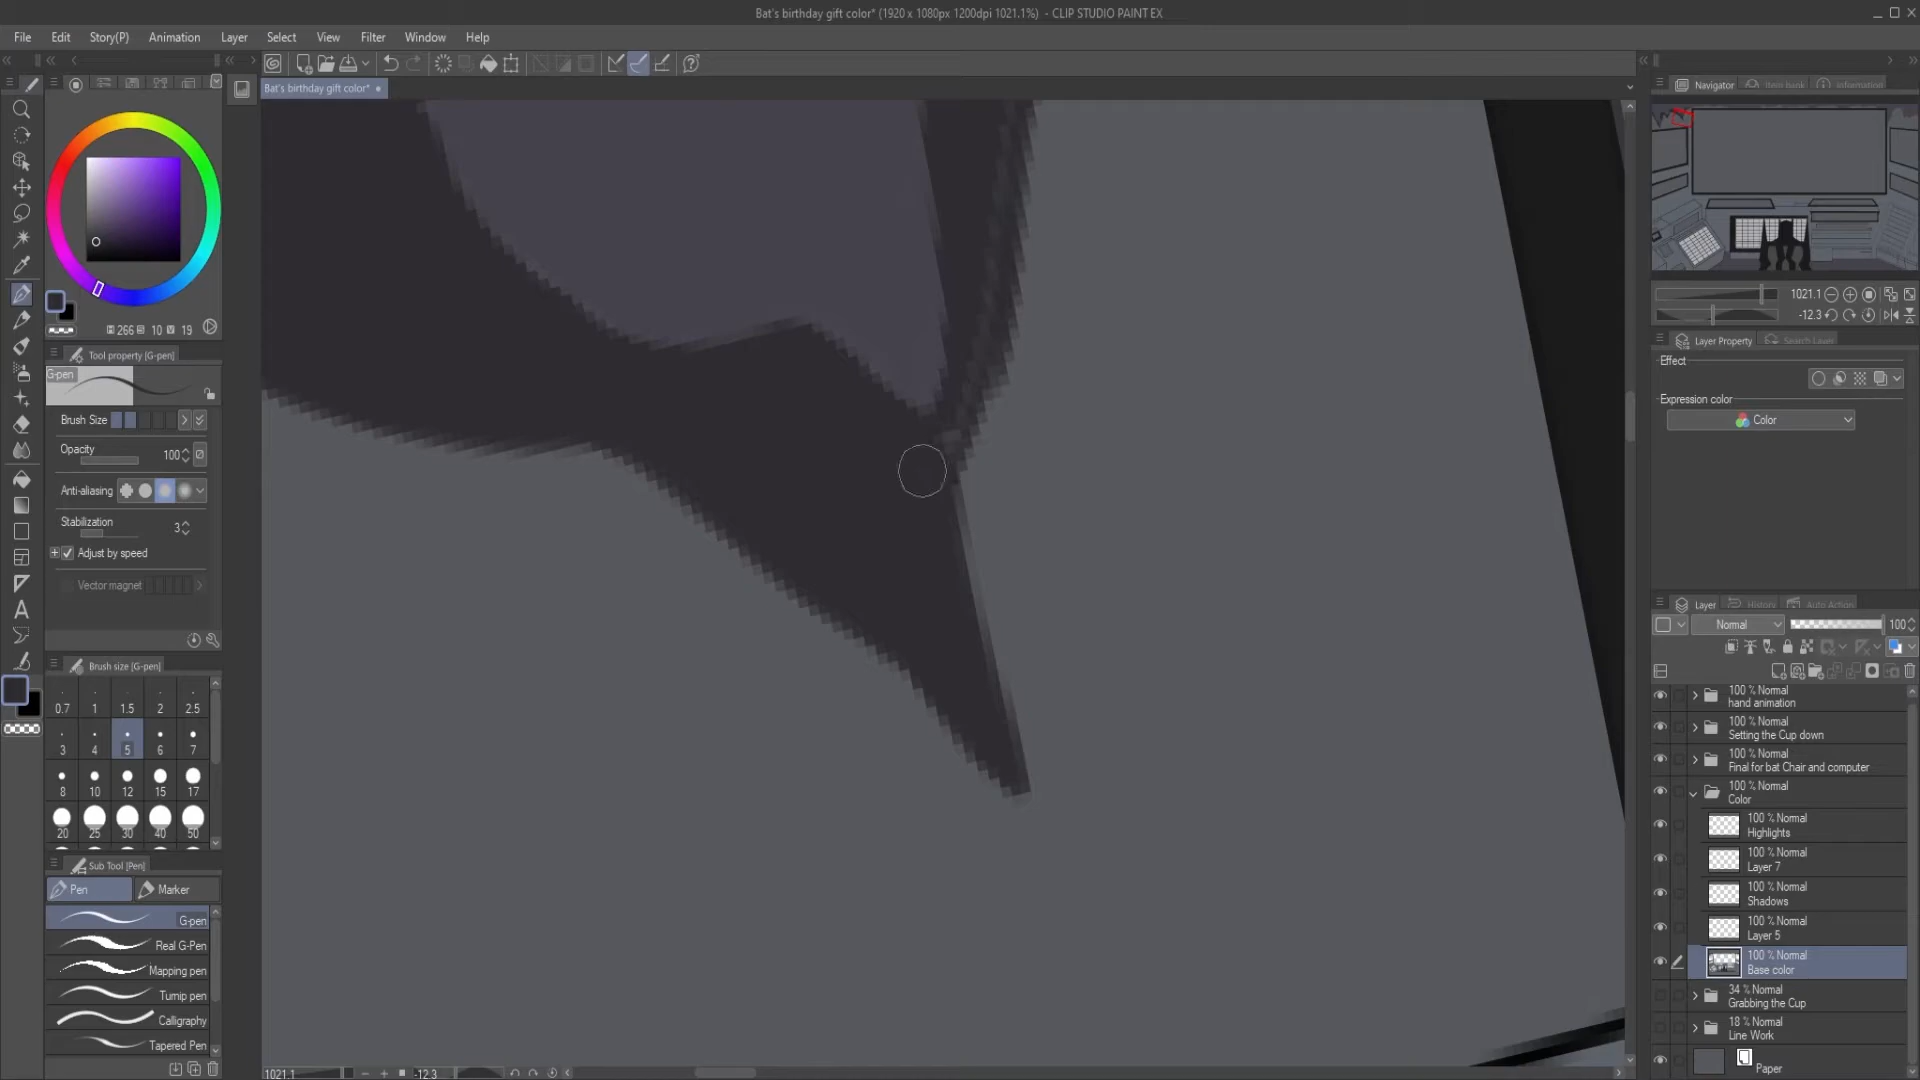 Bat's birthday gift color* (1920 x 1080px 1200dpi 1021.1%) - CLIP STUDIO PAINT EX
File Edit Story(P) Animation Layer Select View Filter Window Help
Bat's birthday gift color*
Navigator Item bank Information
1021.1
-12.3
266 10 V 19
Tool property [G-pen]
G-pen
Brush Size
Opacity 100
Anti-aliasing
Stabilization 3
Adjust by speed
Vector magnet
Layer Property Search Layer
Effect
Expression color
Color
Brush size [G-pen]
0.7 1 1.5 2 2.5
3 4 5 6 7
8 10 12 15 17
20 25 30 40 50
Sub Tool [Pen]
Pen Marker
G-pen
Real G-Pen
Mapping pen
Turnip pen
Calligraphy
Tapered Pen
Layer History Auto Action
Normal 100
100 % Normal
hand animation
100 % Normal
Setting the Cup down
100 % Normal
Final for bat Chair and computer
100 % Normal
Color
100 % Normal
Highlights
100 % Normal
Layer 7
100 % Normal
Shadows
100 % Normal
Layer 5
100 % Normal
Base color
34 % Normal
Grabbing the Cup
18 % Normal
Line Work
Paper
1021.1 -12.3